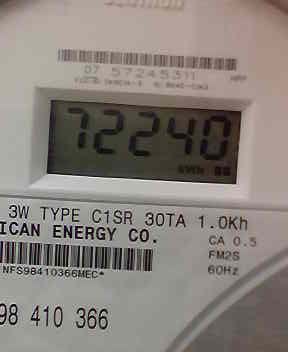 07 57245311
72240
3W TYPE C1SR 30TA 1.0Kh
ICAN ENERGY CO.
CA 0.5
FM2S
60Hz
NFS98410366MEC*
98 410 366